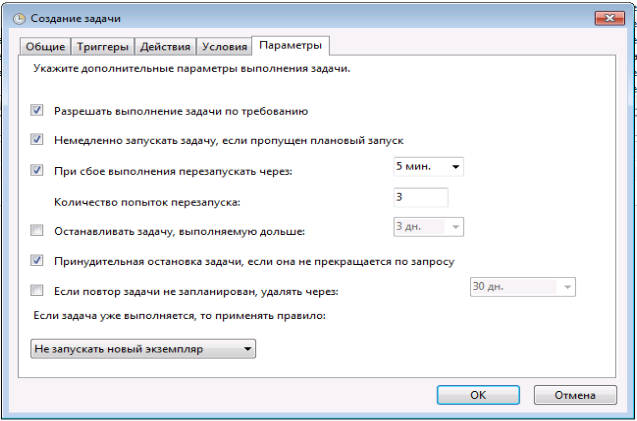 Создание задачи
Общие Триггеры Действия Условия Параметры
Укажите дополнительные параметры выполнения задачи.
Разрешать выполнение задачи по требованию
Немедленно запускать задачу, если пропущен плановый запуск
При сбое выполнения перезапускать через: 5 мин.
Количество попыток перезапуска: 3
Останавливать задачу, выполняемую дольше: 3 дн.
Принудительная остановка задачи, если она не прекращается по запросу
Если повтор задачи не запланирован, удалять через: 30 дн.
Если задача уже выполняется, то применять правило:
Не запускать новый экземпляр
ОК Отмена